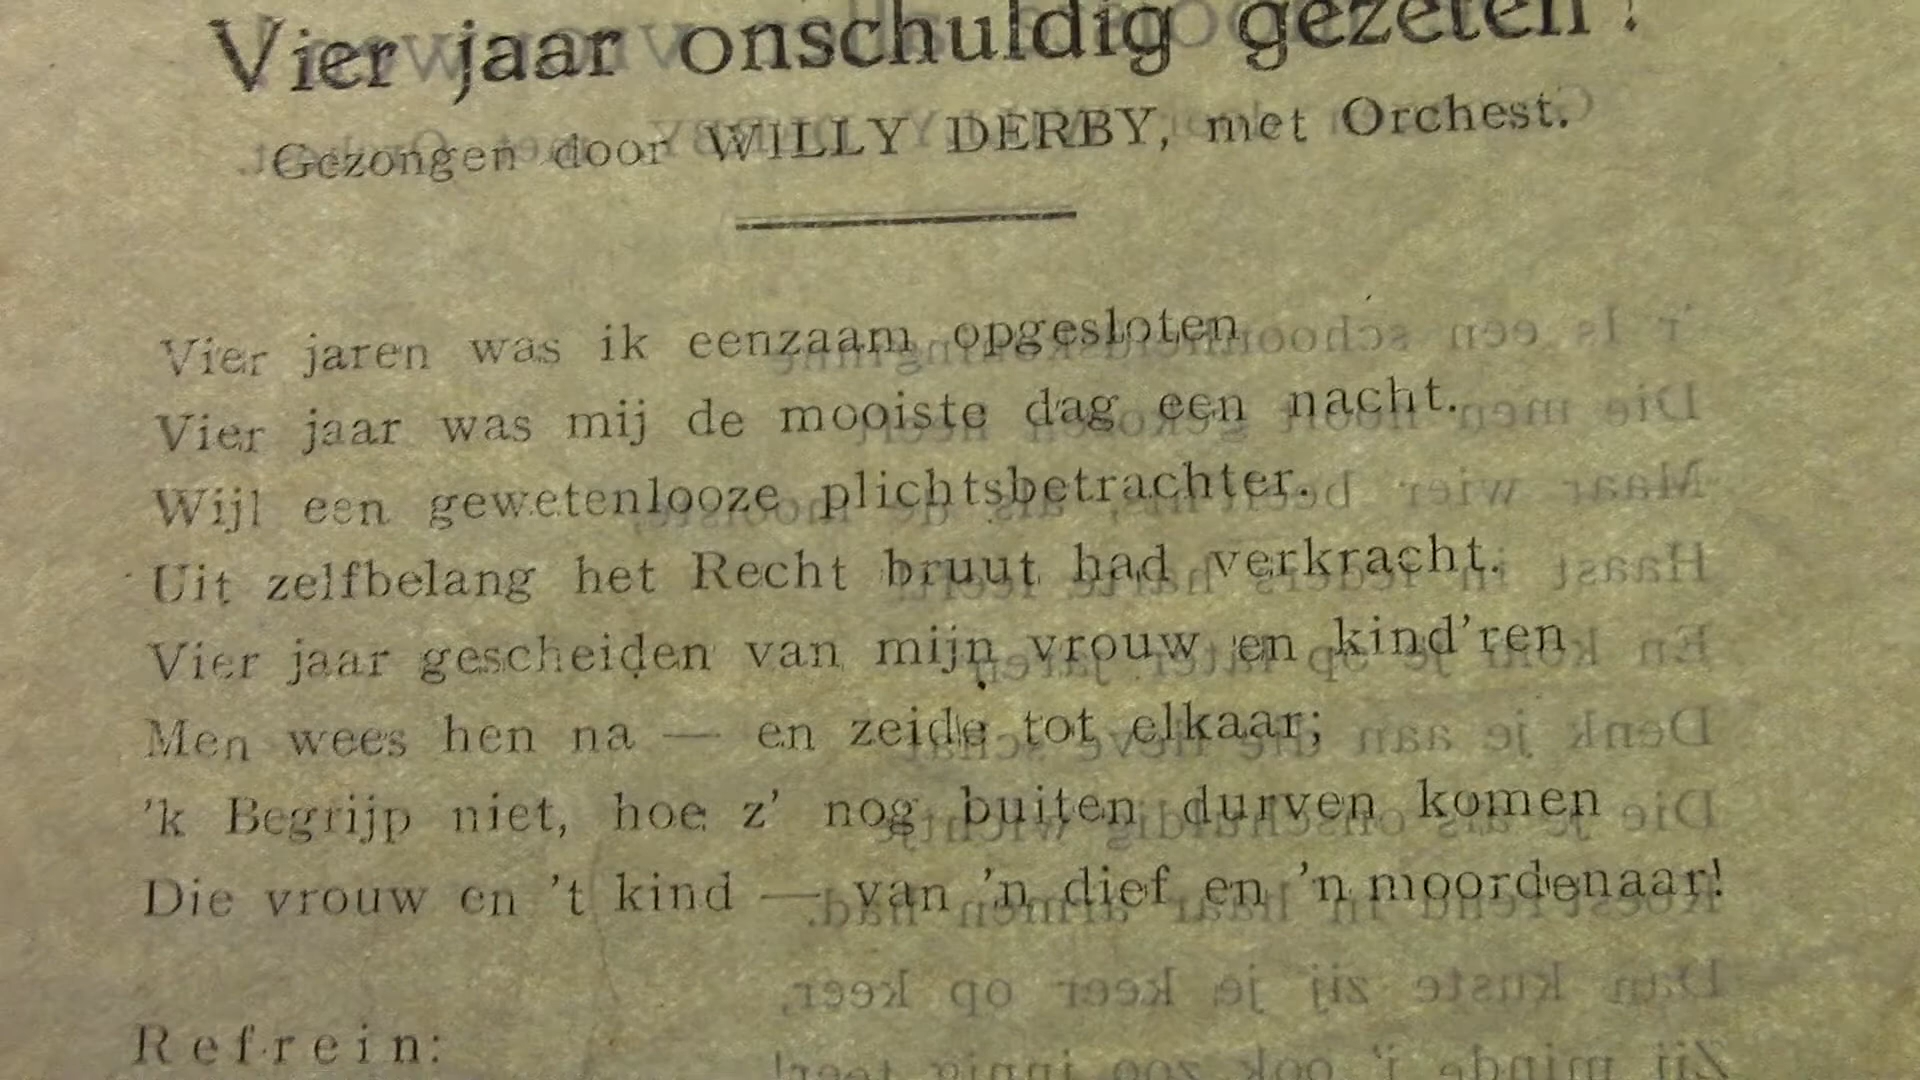 Vier jaar onschuldig gezeten!
Gezongen door WILLY DERBY, met Orchest.
Vier jaren was ik eenzaam opgesloten
Vier jaar was mij de mooiste dag een nacht.
Wijl een gewetenlooze plichtsbetrachter.
Uit zelfbelang het Recht bruut had verkracht.
Vier jaar gescheiden van mijn vrouw en kind'ren
Men wees hen na — en zeide tot elkaar;
'k Begrijp niet, hoe z' nog buiten durven komen
Die vrouw en 't kind — van 'n dief en 'n moordenaar!
Refrein: